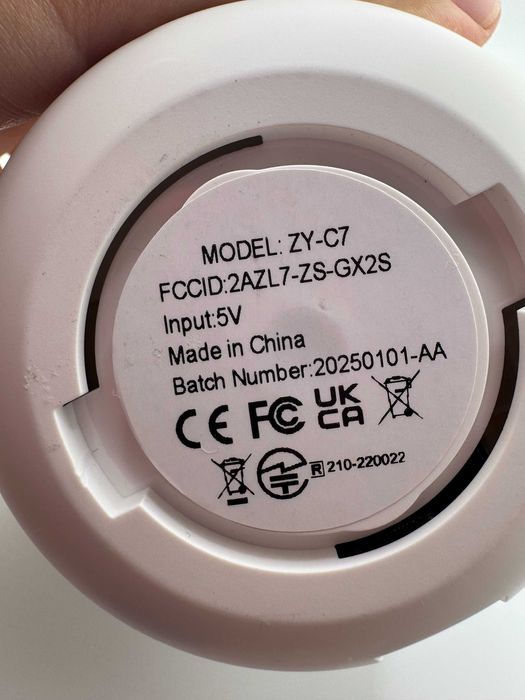 MODEL: ZY-C7
FCCID:2AZL7-ZS-GX2S
Input:5V
Made in China
Batch Number:20250101-AA
CE FC UK CA
R 210-220022